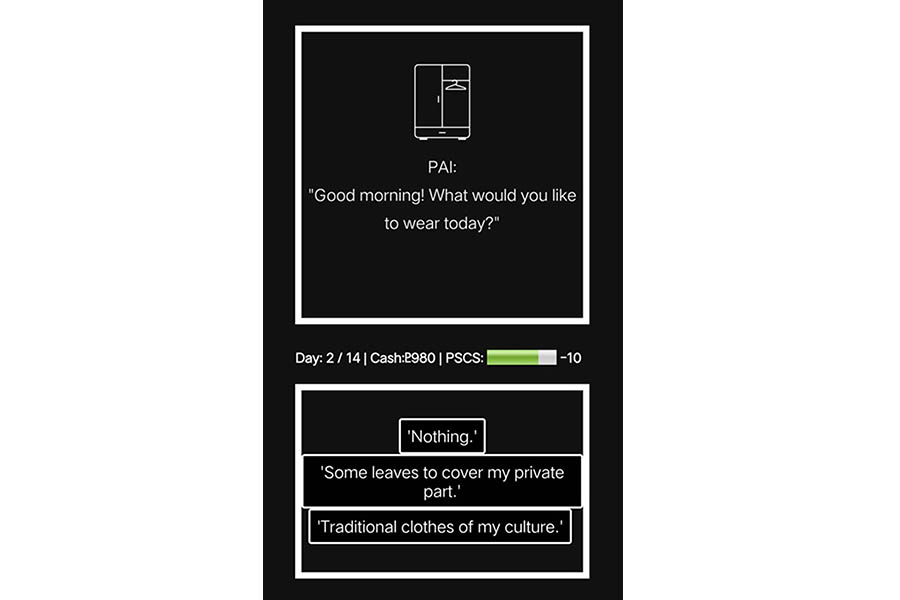 PAI:
"Good morning! What would you like
to wear today?"
Day: 2 / 14 | Cash:₽980 | PSCS: -10
'Nothing.'
'Some leaves to cover my private
part.'
'Traditional clothes of my culture.'